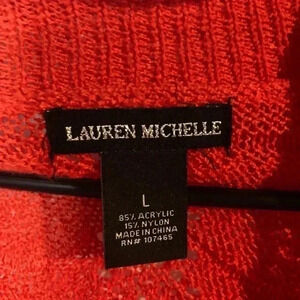 LAUREN MICHELLE
L
85% ACRYLIC
15% NYLON
MADE IN CHINA
RN# 107465